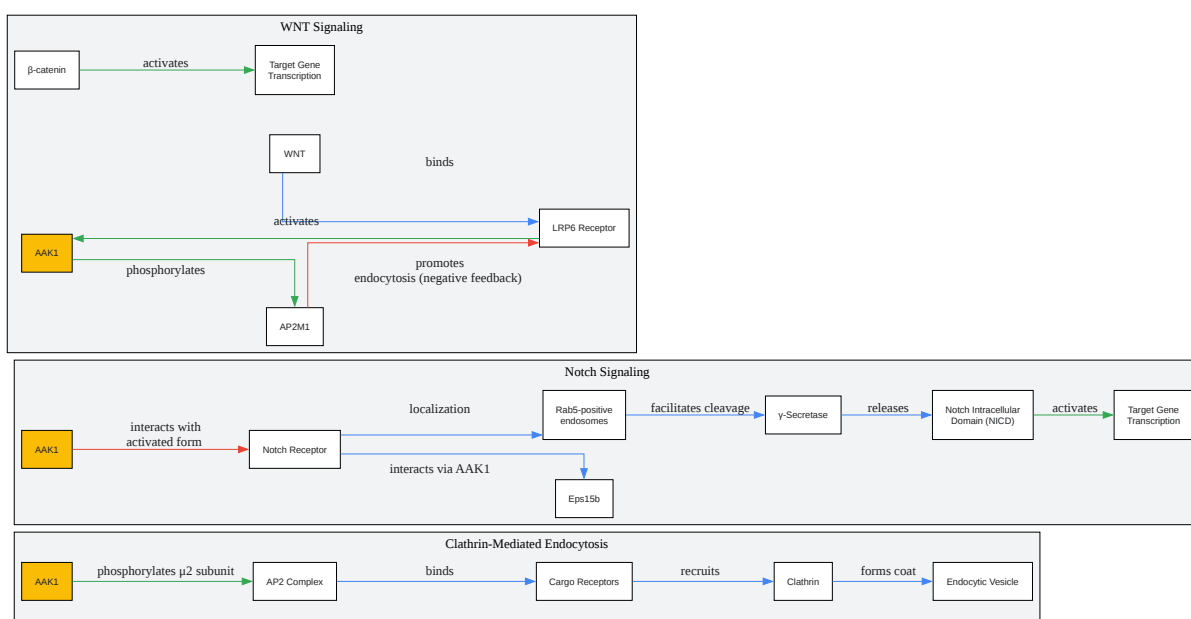 WNT Signaling
β-catenin
activates
Target Gene
Transcription
WNT
binds
activates
LRP6 Receptor
AAK1
phosphorylates
promotes
endocytosis (negative feedback)
AP2M1
Notch Signaling
AAK1
interacts with
activated form
Notch Receptor
localization
Rab5-positive
endosomes
facilitates cleavage
γ-Secretase
releases
Notch Intracellular
Domain (NICD)
activates
Target Gene
Transcription
interacts via AAK1
Eps15b
Clathrin-Mediated Endocytosis
AAK1
phosphorylates μ2 subunit
AP2 Complex
binds
Cargo Receptors
recruits
Clathrin
forms coat
Endocytic Vesicle